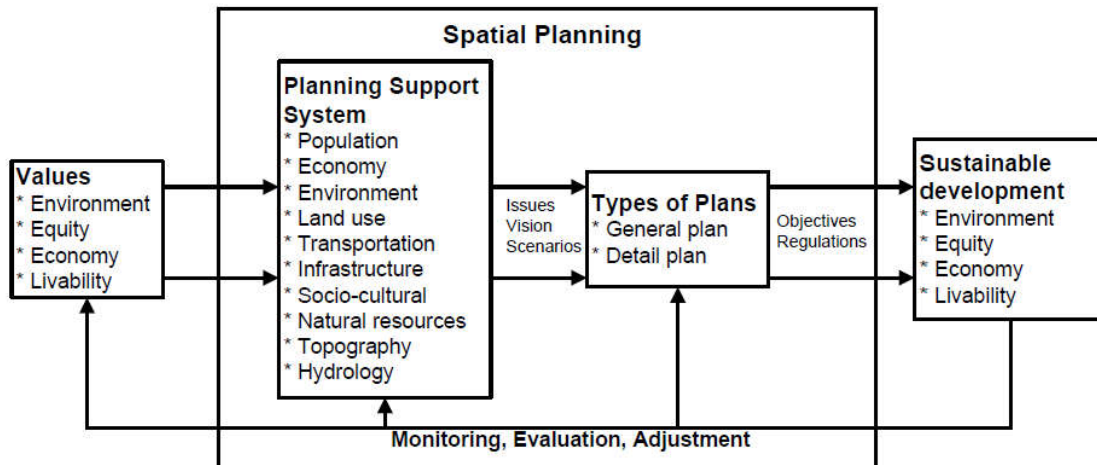 Spatial Planning
Values
* Environment
* Equity
* Economy
* Livability
Planning Support
System
* Population
* Economy
* Environment
* Land use
* Transportation
* Infrastructure
* Socio-cultural
* Natural resources
* Topography
* Hydrology
Issues
Vision
Scenarios
Types of Plans
* General plan
* Detail plan
Objectives
Regulations
Sustainable
development
* Environment
* Equity
* Economy
* Livability
Monitoring, Evaluation, Adjustment